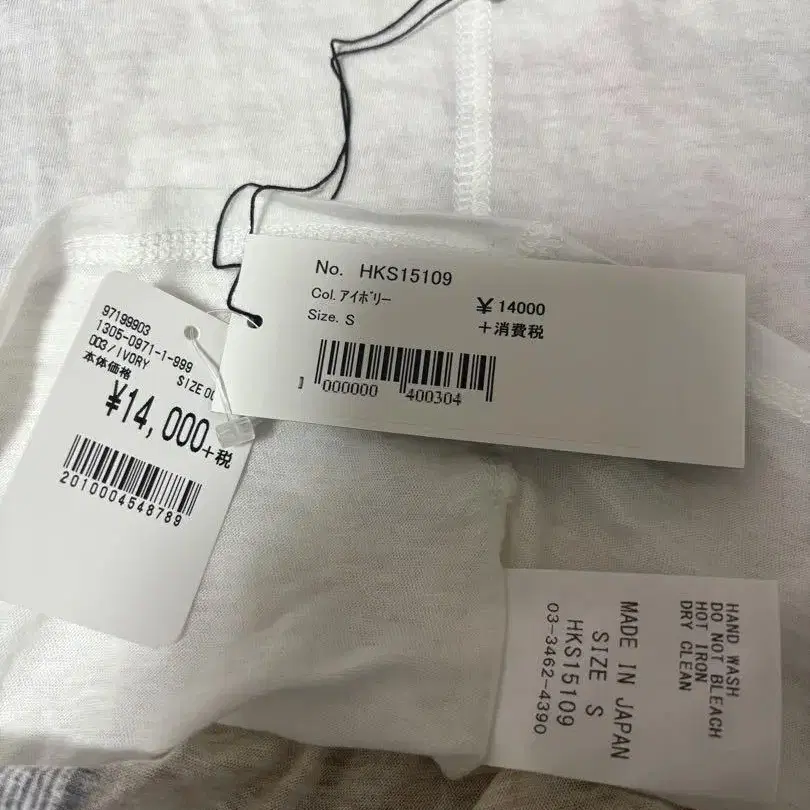 No. HKS15109
Col. アイボリー
Size. S
¥ 14000
+消費税
000000 400304
97199903
1305-0971-1-999
003/IVORY SIZE
本体価格
¥14,000+税
2010004548789
MADE IN JAPAN
SIZE S
HKS15109
03-3462-4390
HAND WASH
DO NOT BLEACH
HOT IRON
DRY CLEAN